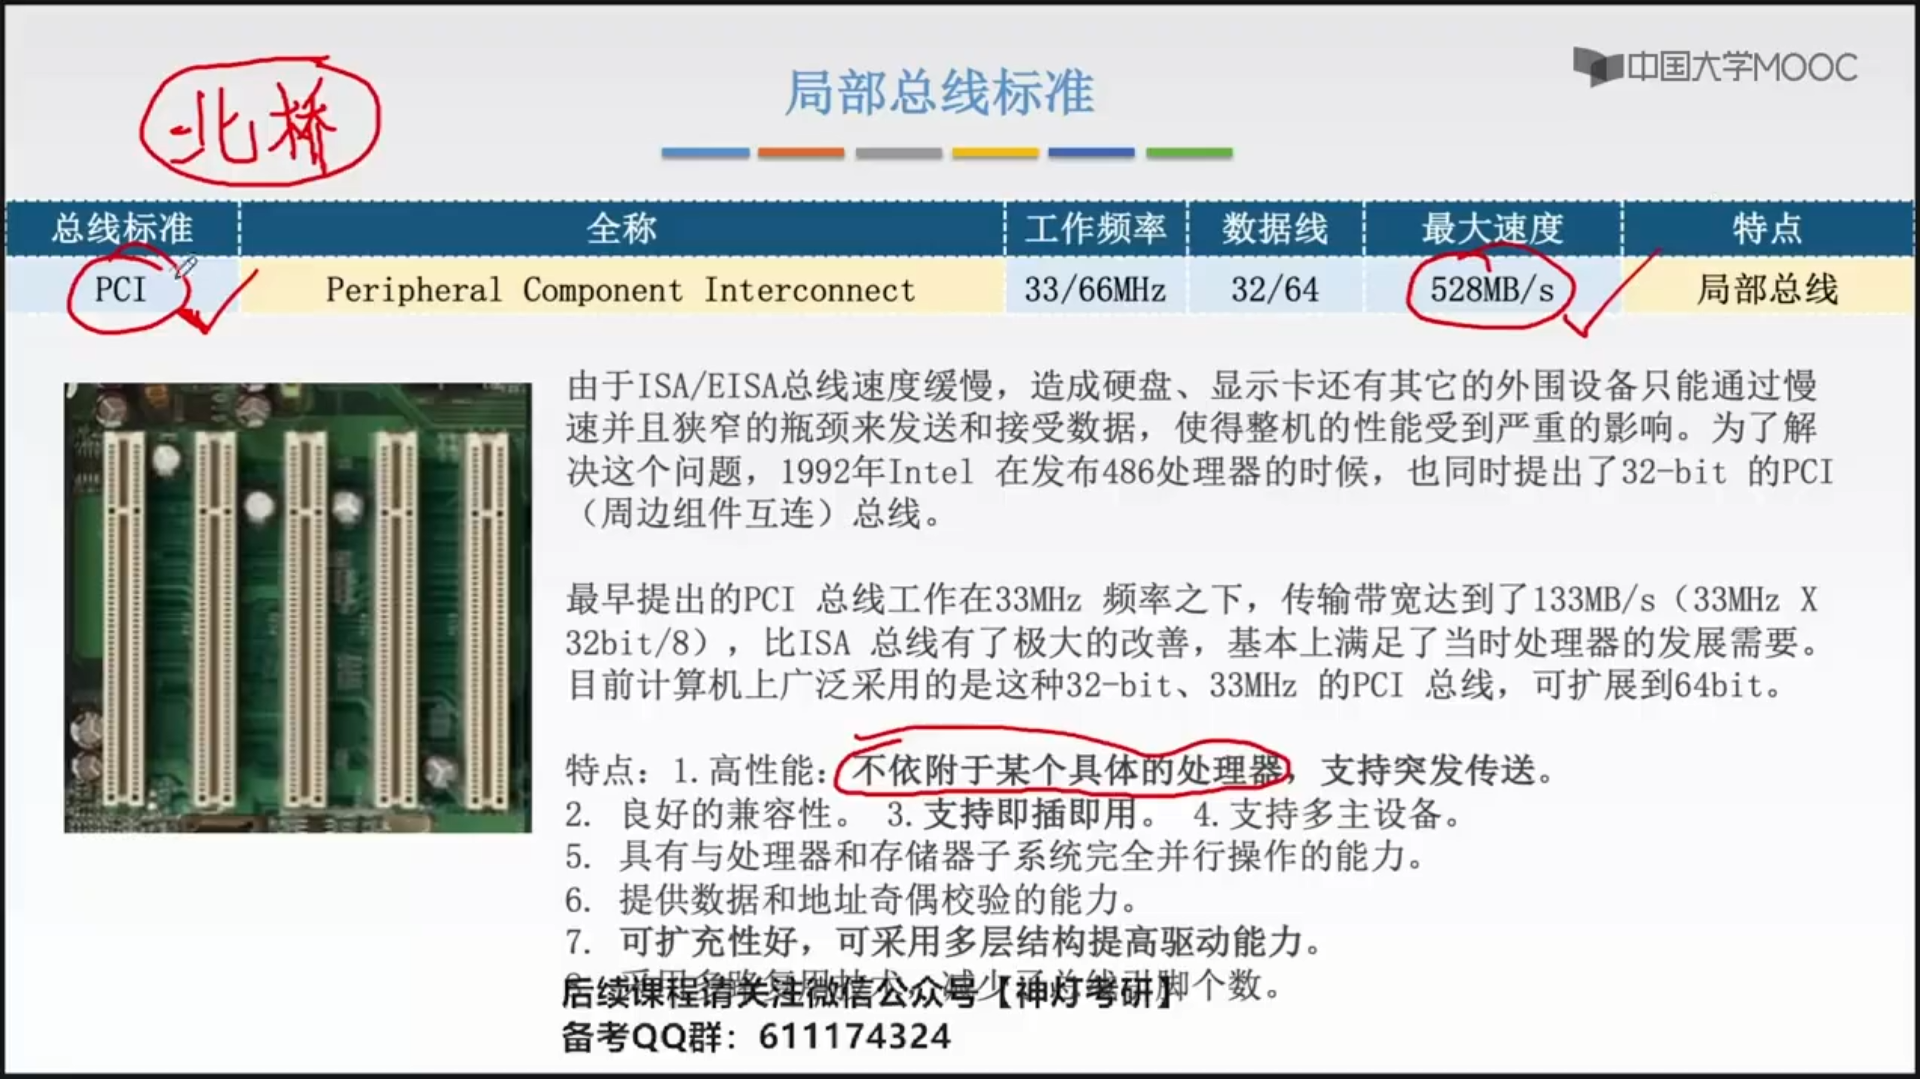 中国大学MOOC
北桥
局部总线标准
总线标准 全称 工作频率 数据线 最大速度 特点
PCI Peripheral Component Interconnect 33/66MHz 32/64 528MB/s 局部总线
由于ISA/EISA总线速度缓慢，造成硬盘、显示卡还有其它的外围设备只能通过慢
速并且狭窄的瓶颈来发送和接受数据，使得整机的性能受到严重的影响。为了解
决这个问题，1992年Intel 在发布486处理器的时候，也同时提出了32-bit 的PCI
（周边组件互连）总线。
最早提出的PCI 总线工作在33MHz 频率之下，传输带宽达到了133MB/s（33MHz X
32bit/8），比ISA 总线有了极大的改善，基本上满足了当时处理器的发展需要。
目前计算机上广泛采用的是这种32-bit、33MHz 的PCI 总线，可扩展到64bit。
特点：1.高性能：不依附于某个具体的处理器，支持突发传送。
2. 良好的兼容性。 3.支持即插即用。 4.支持多主设备。
5. 具有与处理器和存储器子系统完全并行操作的能力。
6. 提供数据和地址奇偶校验的能力。
7. 可扩充性好，可采用多层结构提高驱动能力。
减少了总线引脚个数。
后续课程请关注微信公众号【神灯考研】
备考QQ群：611174324